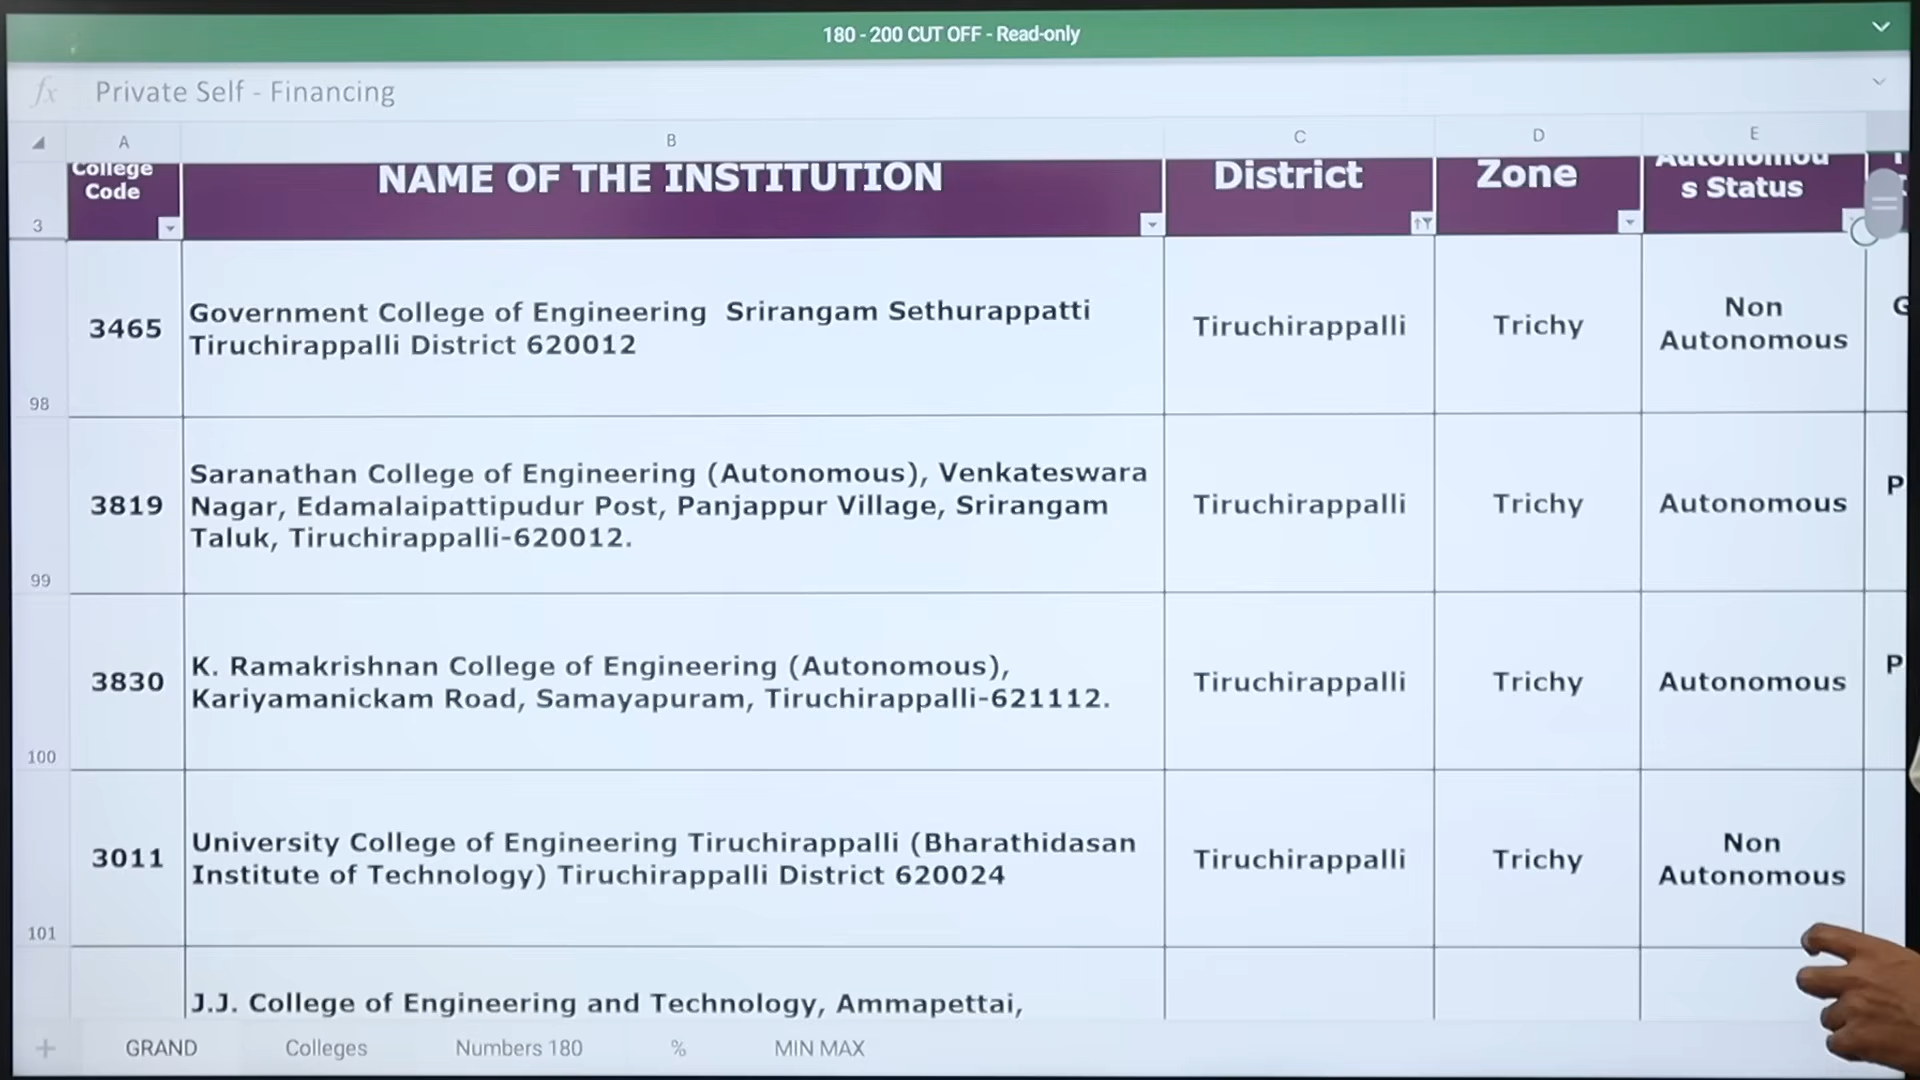 180 - 200 CUT OFF - Read-only
fx Private Self - Financing
A B C D E
College
Code
NAME OF THE INSTITUTION
District
Zone
Autonomou
s Status
3
3465
Government College of Engineering Srirangam Sethurappatti
Tiruchirappalli District 620012
Tiruchirappalli
Trichy
Non
Autonomous
G
98
3819
Saranathan College of Engineering (Autonomous), Venkateswara
Nagar, Edamalaipattipudur Post, Panjappur Village, Srirangam
Taluk, Tiruchirappalli-620012.
Tiruchirappalli
Trichy
Autonomous
P
99
3830
K. Ramakrishnan College of Engineering (Autonomous),
Kariyamanickam Road, Samayapuram, Tiruchirappalli-621112.
Tiruchirappalli
Trichy
Autonomous
P
100
3011
University College of Engineering Tiruchirappalli (Bharathidasan
Institute of Technology) Tiruchirappalli District 620024
Tiruchirappalli
Trichy
Non
Autonomous
101
J.J. College of Engineering and Technology, Ammapettai,
+ GRAND Colleges Numbers 180 % MIN MAX